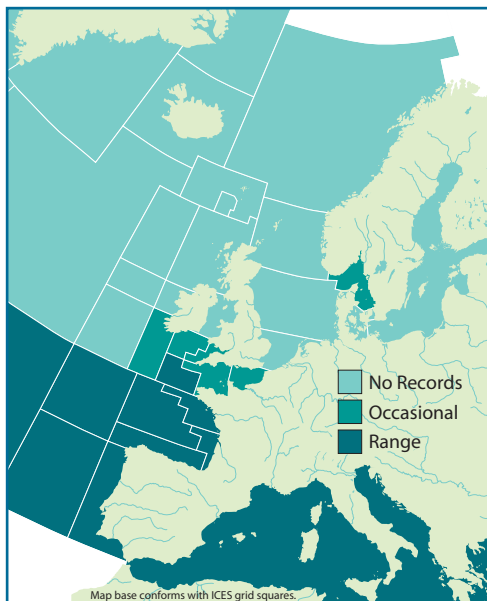 No Records
Occasional
Range
Map base conforms with ICES grid squares.